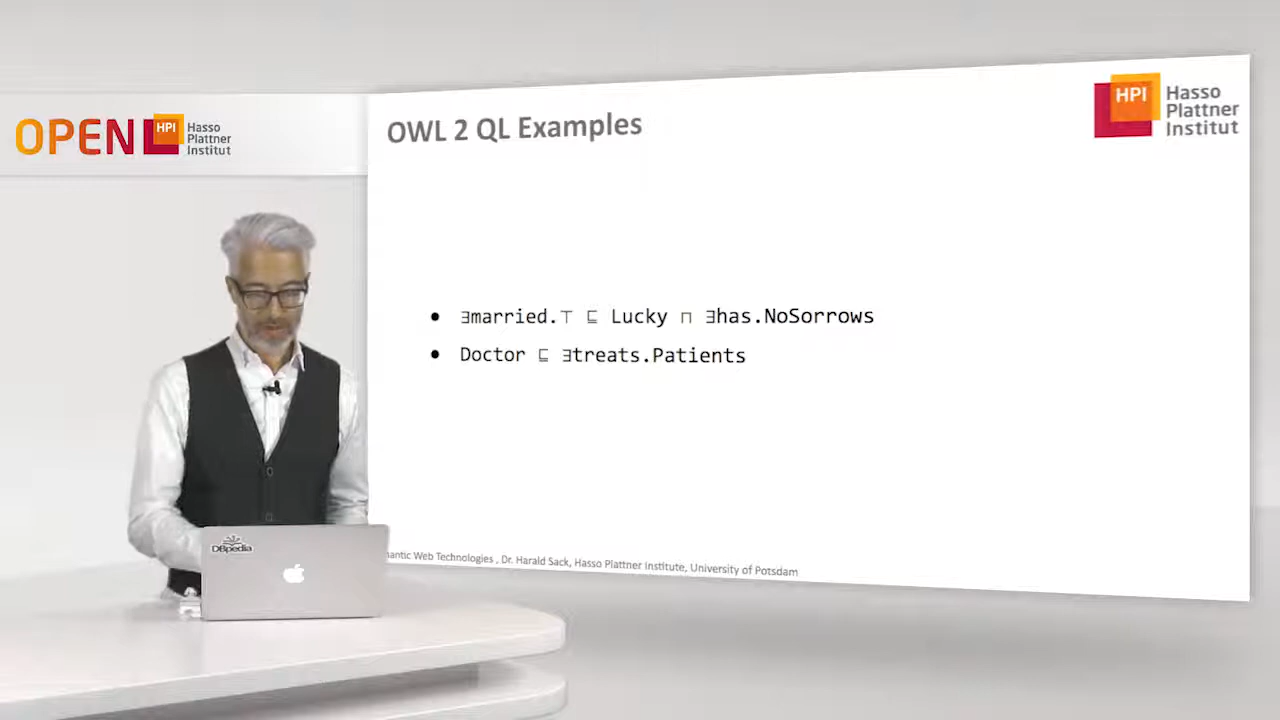 OPEN HPI Hasso
Plattner
Institut
OWL 2 QL Examples
HPI Hasso
Plattner
Institut
• ∃married.⊤ ⊑ Lucky ⊓ ∃has.NoSorrows
• Doctor ⊑ ∃treats.Patients
mantic Web Technologies , Dr. Harald Sack, Hasso Plattner Institute, University of Potsdam
DBpedia